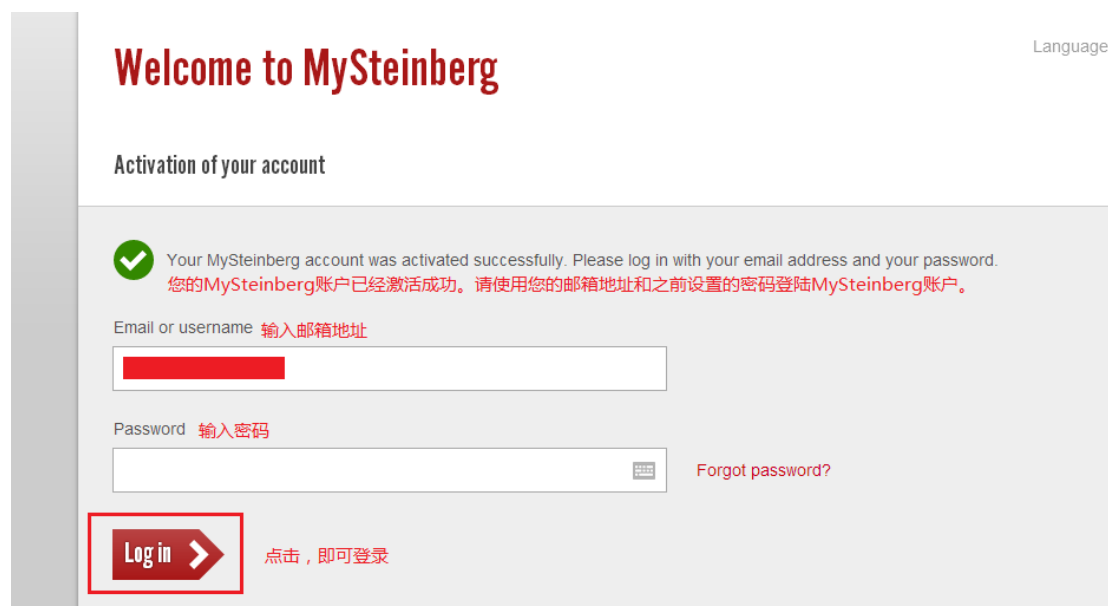 Language
Welcome to MySteinberg
Activation of your account
Your MySteinberg account was activated successfully. Please log in with your email address and your password.
您的MySteinberg账户已经激活成功。请使用您的邮箱地址和之前设置的密码登陆MySteinberg账户。
Email or username 输入邮箱地址
Password 输入密码
Forgot password?
Log in 点击，即可登录